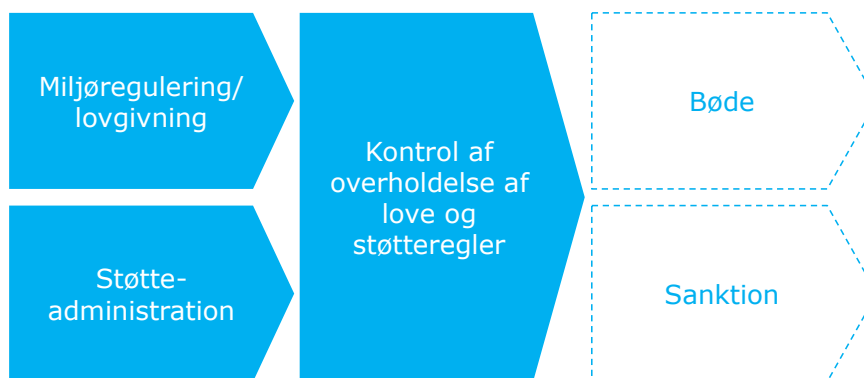 Miljøregulering/
lovgivning
Støtte-
administration
Kontrol af
overholdelse af
love og
støtteregler
Bøde
Sanktion